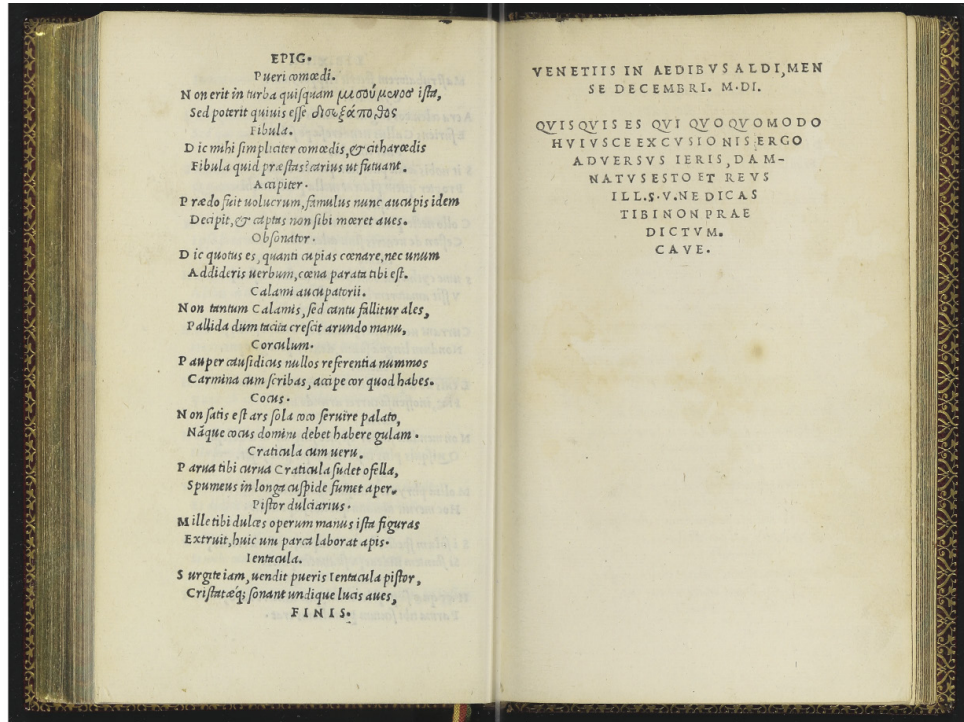 EPIG.
Pueri comœdi.
Non erit in turba quisquam μισούμενοσ ista,
Sed poterit quiuis esse δισεξάπαθος
Fibula.
Dic mihi simpliciter comœdis, & citharœdis
Fibula quid præstas? carius ut futuant.
Accipiter.
Prædo fuit uolucrum, famulus nunc aucupis idem
Decipit, & captas non sibi mœret aues.
Obsonator.
Dic quotus es, quanti cupias cœnare, nec unum
Addideris uerbum, cœna parata tibi est.
Calami aucupatorii.
Non tantum Calamis, sed cantu fallitur ales,
Pallida dum tacita crescit arundo manu,
Corculum.
Pauper causidicus nullos referentia nummos
Carmina cum scribas, accipe cor quod habes.
Cocus.
Non satis est ars sola coco seruire palato,
Náque cocus domini debet habere gulam.
Craticula cum ueru.
Parua tibi curua Craticula sudet ofella,
Spumeus in longa cuspide fumet aper.
Pistor dulciarius.
Mille tibi dulces operum manus ista figuras
Extruit, huic uni parca laborat apis.
Ientacula.
Surgite iam, uendit pueris Ientacula pistor,
Cristatæq; sonant undique lucis aues,
FINIS.
VENETIIS IN AEDIBVS ALDI, MEN
SE DECEMBRI. M.DI.
QVISQVIS ES QVI QVOQVOMODO
HVIVSCE EXCVSIONIS ERGO
ADVERSVS IERIS, DAM-
NATVS ESTO ET REVS
ILL.S.V. NE DICAS
TIBI NON PRAE
DICTVM.
CAVE.